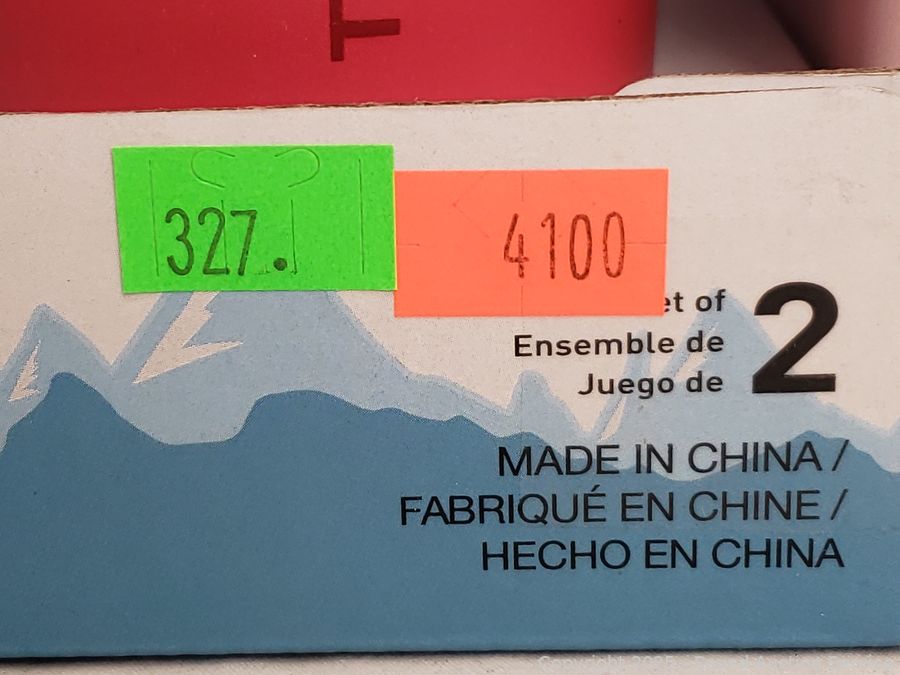 T
327.
4100
et of
Ensemble de
Juego de
2
MADE IN CHINA /
FABRIQUÉ EN CHINE /
HECHO EN CHINA